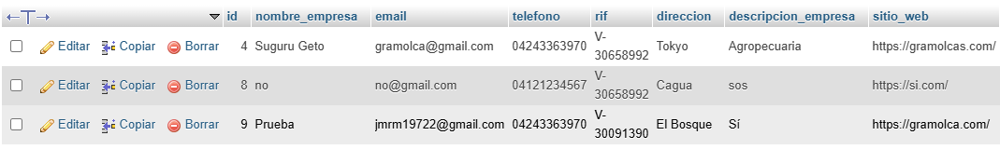 id nombre_empresa email telefono rif direccion descripcion_empresa sitio_web
Editar Copiar Borrar 4 Suguru Geto gramolca@gmail.com 04243363970 V-30658992 Tokyo Agropecuaria https://gramolcas.com/
Editar Copiar Borrar 8 no no@gmail.com 04121234567 V-30658992 Cagua sos https://si.com/
Editar Copiar Borrar 9 Prueba jmrm19722@gmail.com 04243363970 V-30091390 El Bosque Sí https://gramolca.com/